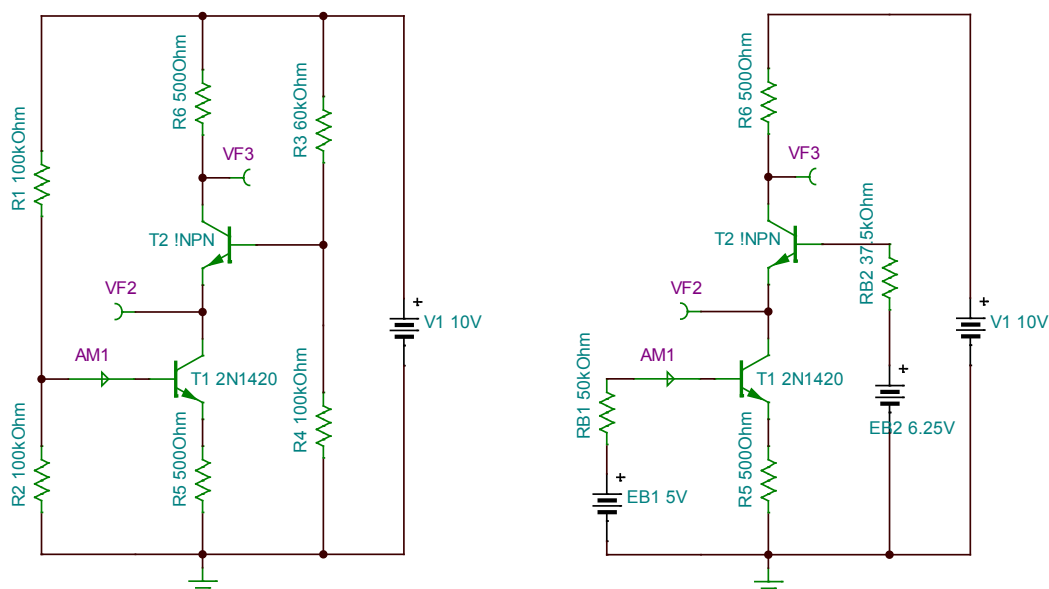 R6 500Ohm
R3 60kOhm
R1 100kOhm
VF3
T2 !NPN
VF2
+
V1 10V
AM1
T1 2N1420
R2 100kOhm
R5 500Ohm
R4 100kOhm
R6 500Ohm
VF3
T2 !NPN
RB2 37.5kOhm
VF2
+
V1 10V
AM1
T1 2N1420
RB1 50kOhm
+
EB2 6.25V
+
EB1 5V
R5 500Ohm